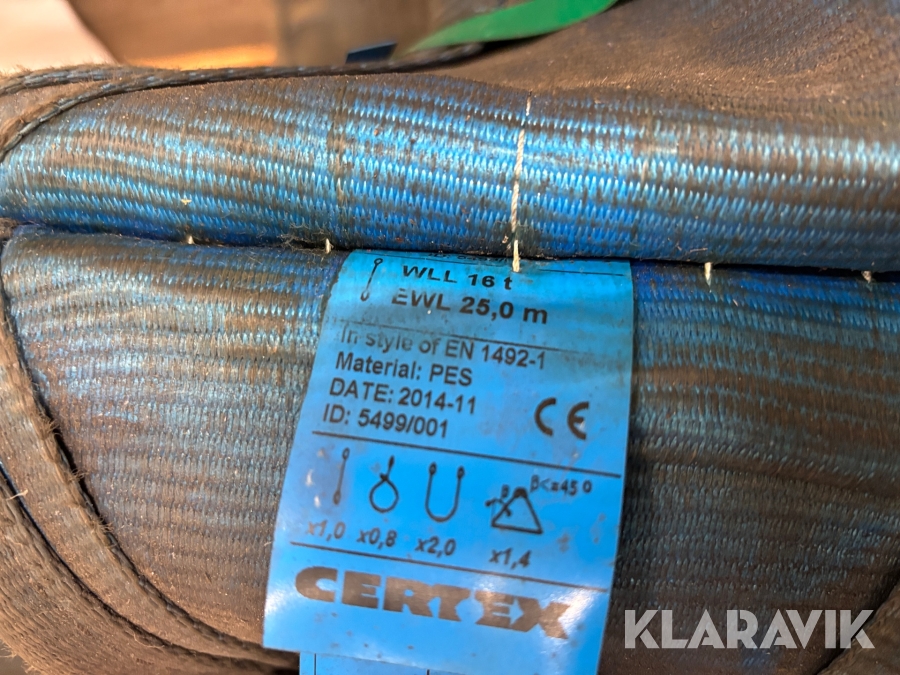 WLL 16 t
EWL 25,0 m
In style of EN 1492-1
Material: PES
DATE: 2014-11
ID: 5499/001
CE
β β<=45 0
x1,0 x0,8 x2,0 x1,4
CERTEX
KLARAVIK